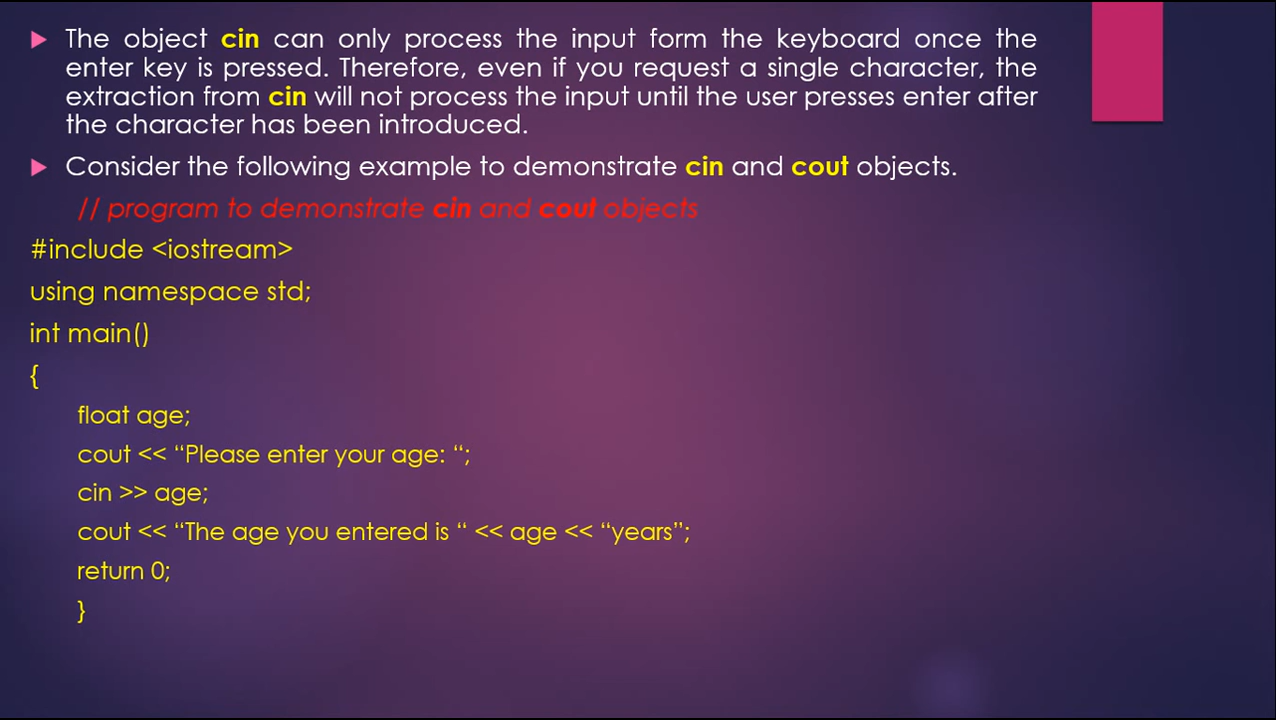 The object cin can only process the input form the keyboard once the
enter key is pressed. Therefore, even if you request a single character, the
extraction from cin will not process the input until the user presses enter after
the character has been introduced.
Consider the following example to demonstrate cin and cout objects.
// program to demonstrate cin and cout objects
#include <iostream>
using namespace std;
int main()
{
float age;
cout << “Please enter your age: “;
cin >> age;
cout << “The age you entered is “ << age << “years”;
return 0;
}